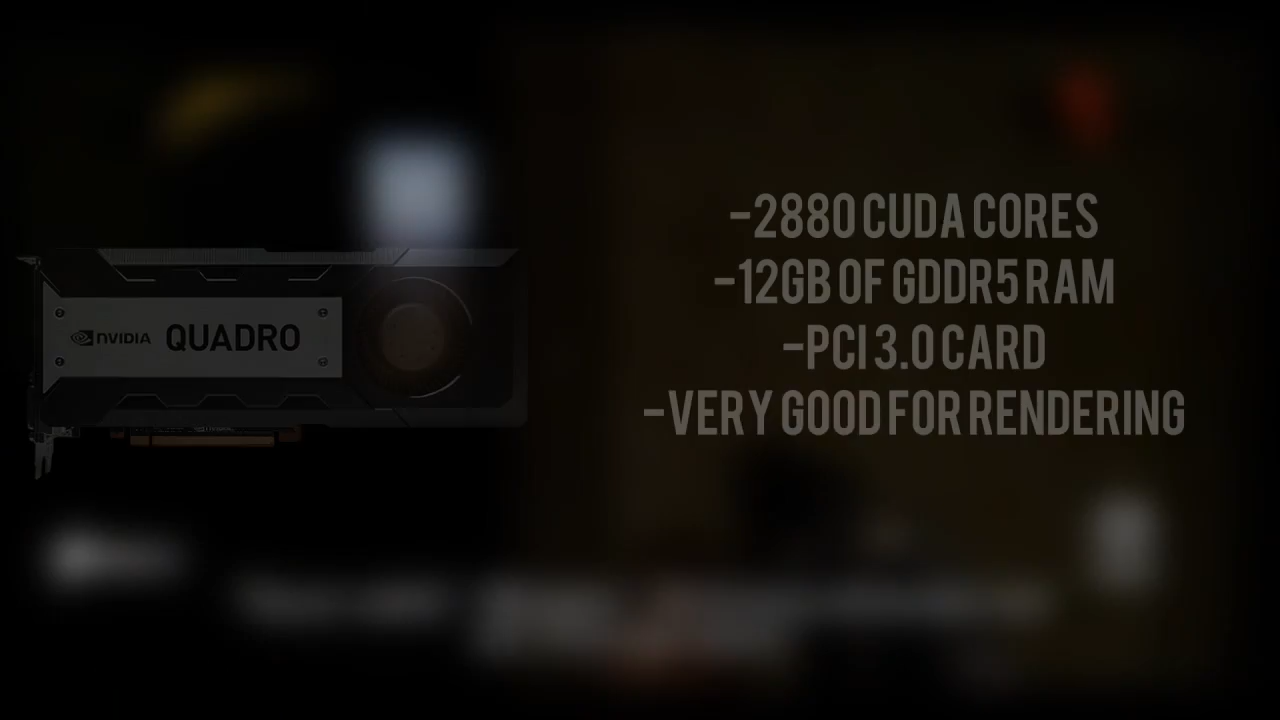 NVIDIA QUADRO
-2880 CUDA CORES
-12GB OF GDDR5 RAM
-PCI 3.0 CARD
-VERY GOOD FOR RENDERING